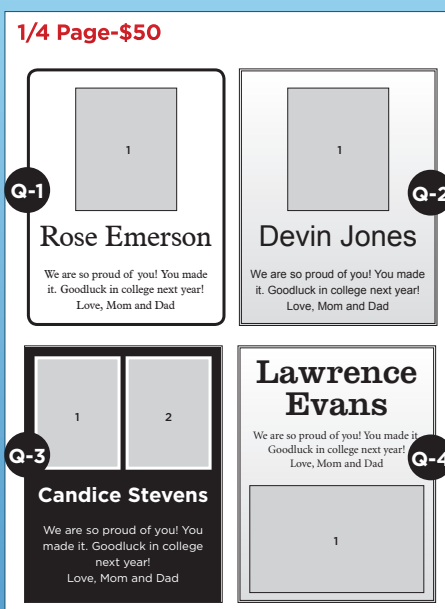 1/4 Page-$50
1
Q-1
Rose Emerson
We are so proud of you! You made
it. Goodluck in college next year!
Love, Mom and Dad
1
Q-2
Devin Jones
We are so proud of you! You made
it. Goodluck in college next year!
Love, Mom and Dad
1
2
Q-3
Candice Stevens
We are so proud of you! You
made it. Goodluck in college
next year!
Love, Mom and Dad
Lawrence
Evans
We are so proud of you! You made it.
Goodluck in college next year!
Love, Mom and Dad
Q-4
1